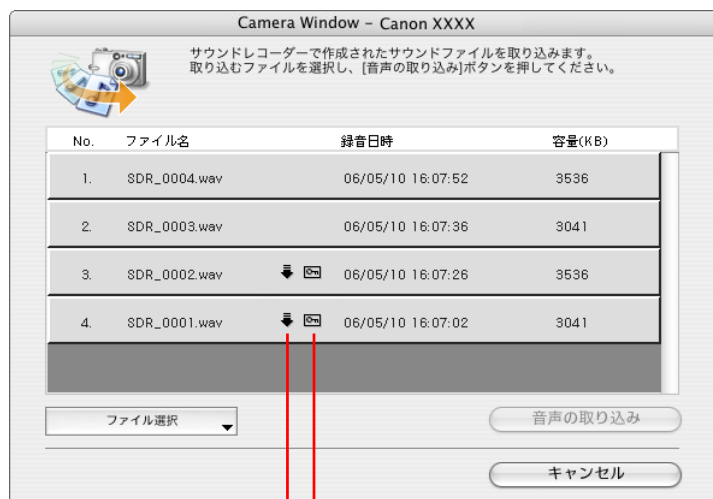 Camera Window - Canon XXXX
サウンドレコーダーで作成されたサウンドファイルを取り込みます。
取り込むファイルを選択し、[音声の取り込み]ボタンを押してください。
No. ファイル名 録音日時 容量(KB)
1. SDR_0004.wav 06/05/10 16:07:52 3536
2. SDR_0003.wav 06/05/10 16:07:36 3041
3. SDR_0002.wav 06/05/10 16:07:26 3536
4. SDR_0001.wav 06/05/10 16:07:02 3041
ファイル選択 音声の取り込み
キャンセル